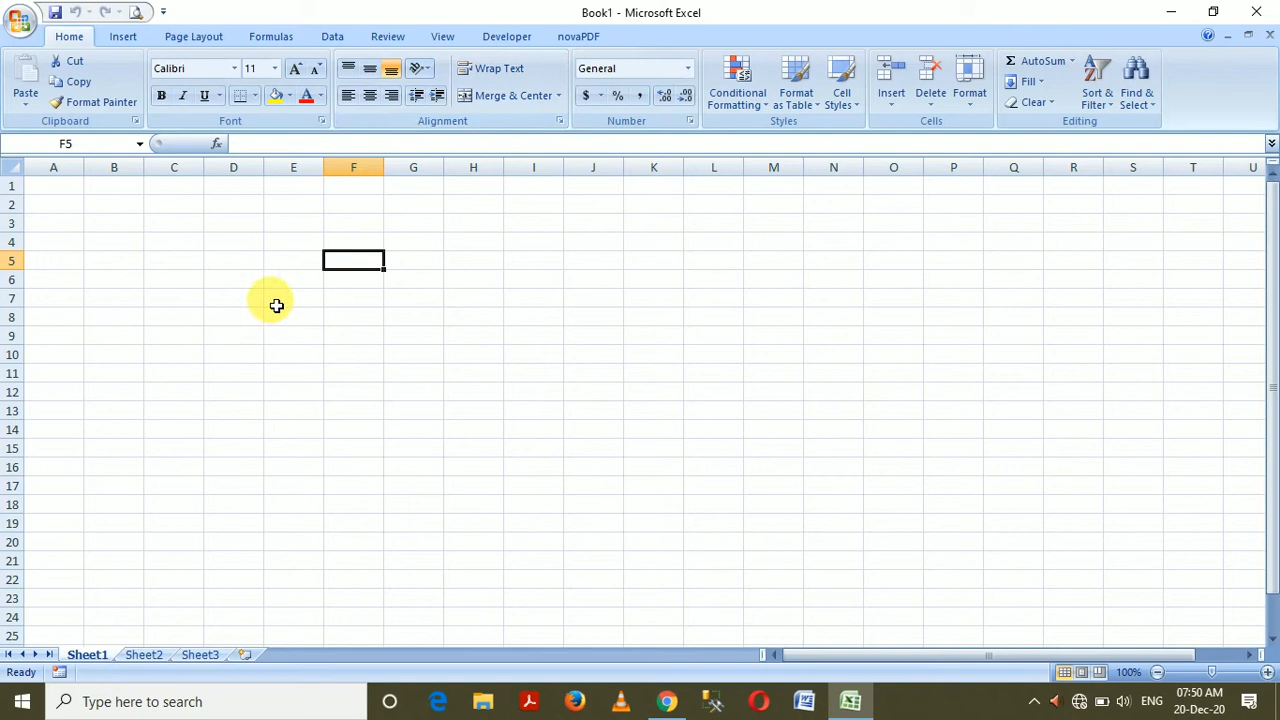 Book1 - Microsoft Excel
Home Insert Page Layout Formulas Data Review View Developer novaPDF
Paste
Cut
Copy
Format Painter
Clipboard
Calibri 11
B I U A
Font
Wrap Text
Merge & Center
Alignment
General
$ % ,
Number
Conditional Formatting
Format as Table
Cell Styles
Styles
Insert Delete Format
Cells
Σ AutoSum
Fill
Clear
Sort & Filter
Find & Select
Editing
F5 fx
A B C D E F G H I J K L M N O P Q R S T U
1
2
3
4
5
6
7
8
9
10
11
12
13
14
15
16
17
18
19
20
21
22
23
24
25
Sheet1 Sheet2 Sheet3
Ready 100%
Type here to search
ENG
07:50 AM
20-Dec-20